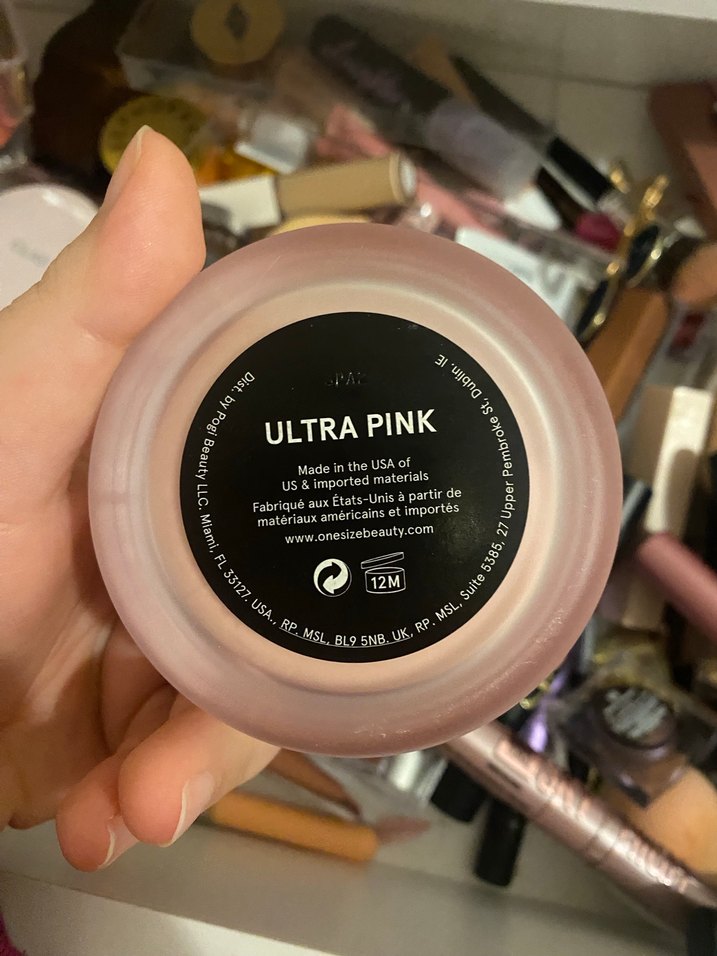 ULTRA PINK
Made in the USA of
US & imported materials
Fabriqué aux États-Unis à partir de
matériaux américains et importés
www.onesizebeauty.com
12M
Dist. by Pogi Beauty LLC. Miami, FL 33127. USA., RP. MSL, BL9 5NB. UK, RP. MSL, Suite 5385, 27 Upper Pembroke St, Dublin. IE